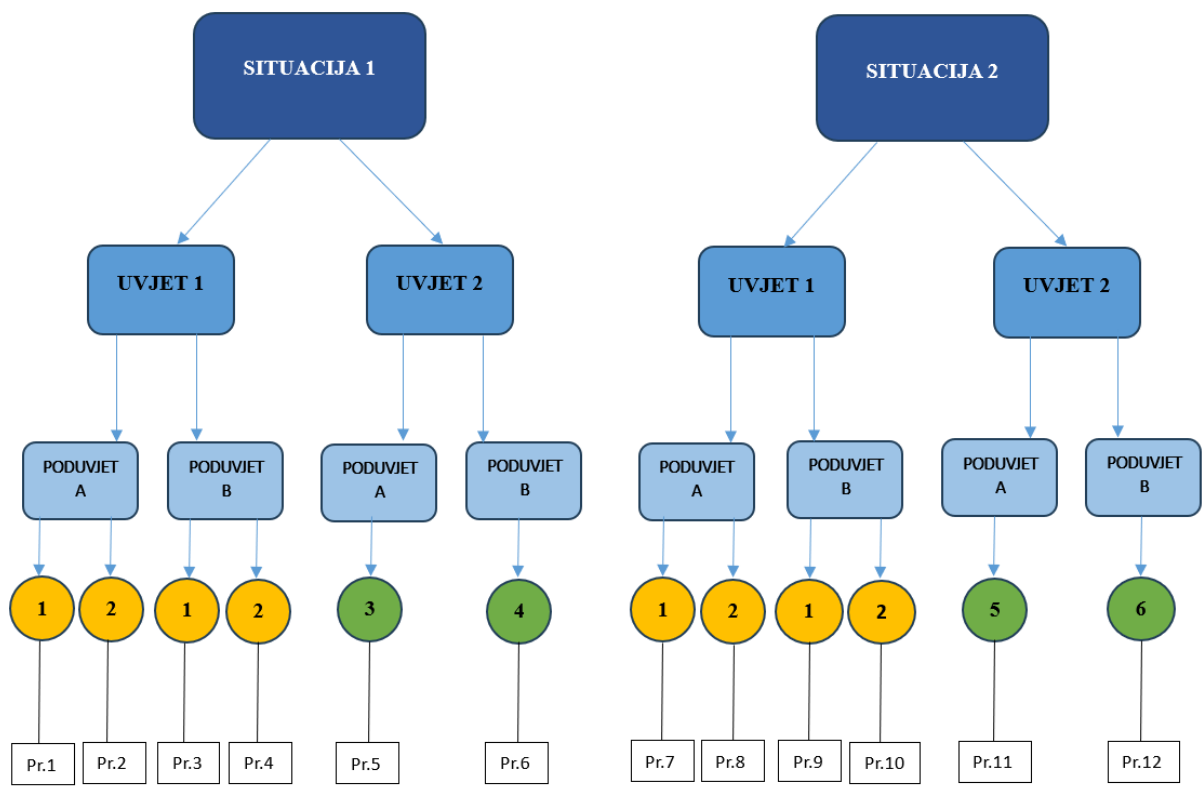 SITUACIJA 1
SITUACIJA 2
UVJET 1
UVJET 2
UVJET 1
UVJET 2
PODUVJET
A
PODUVJET
B
PODUVJET
A
PODUVJET
B
PODUVJET
A
PODUVJET
B
PODUVJET
A
PODUVJET
B
1
2
1
2
3
4
1
2
1
2
5
6
Pr.1
Pr.2
Pr.3
Pr.4
Pr.5
Pr.6
Pr.7
Pr.8
Pr.9
Pr.10
Pr.11
Pr.12